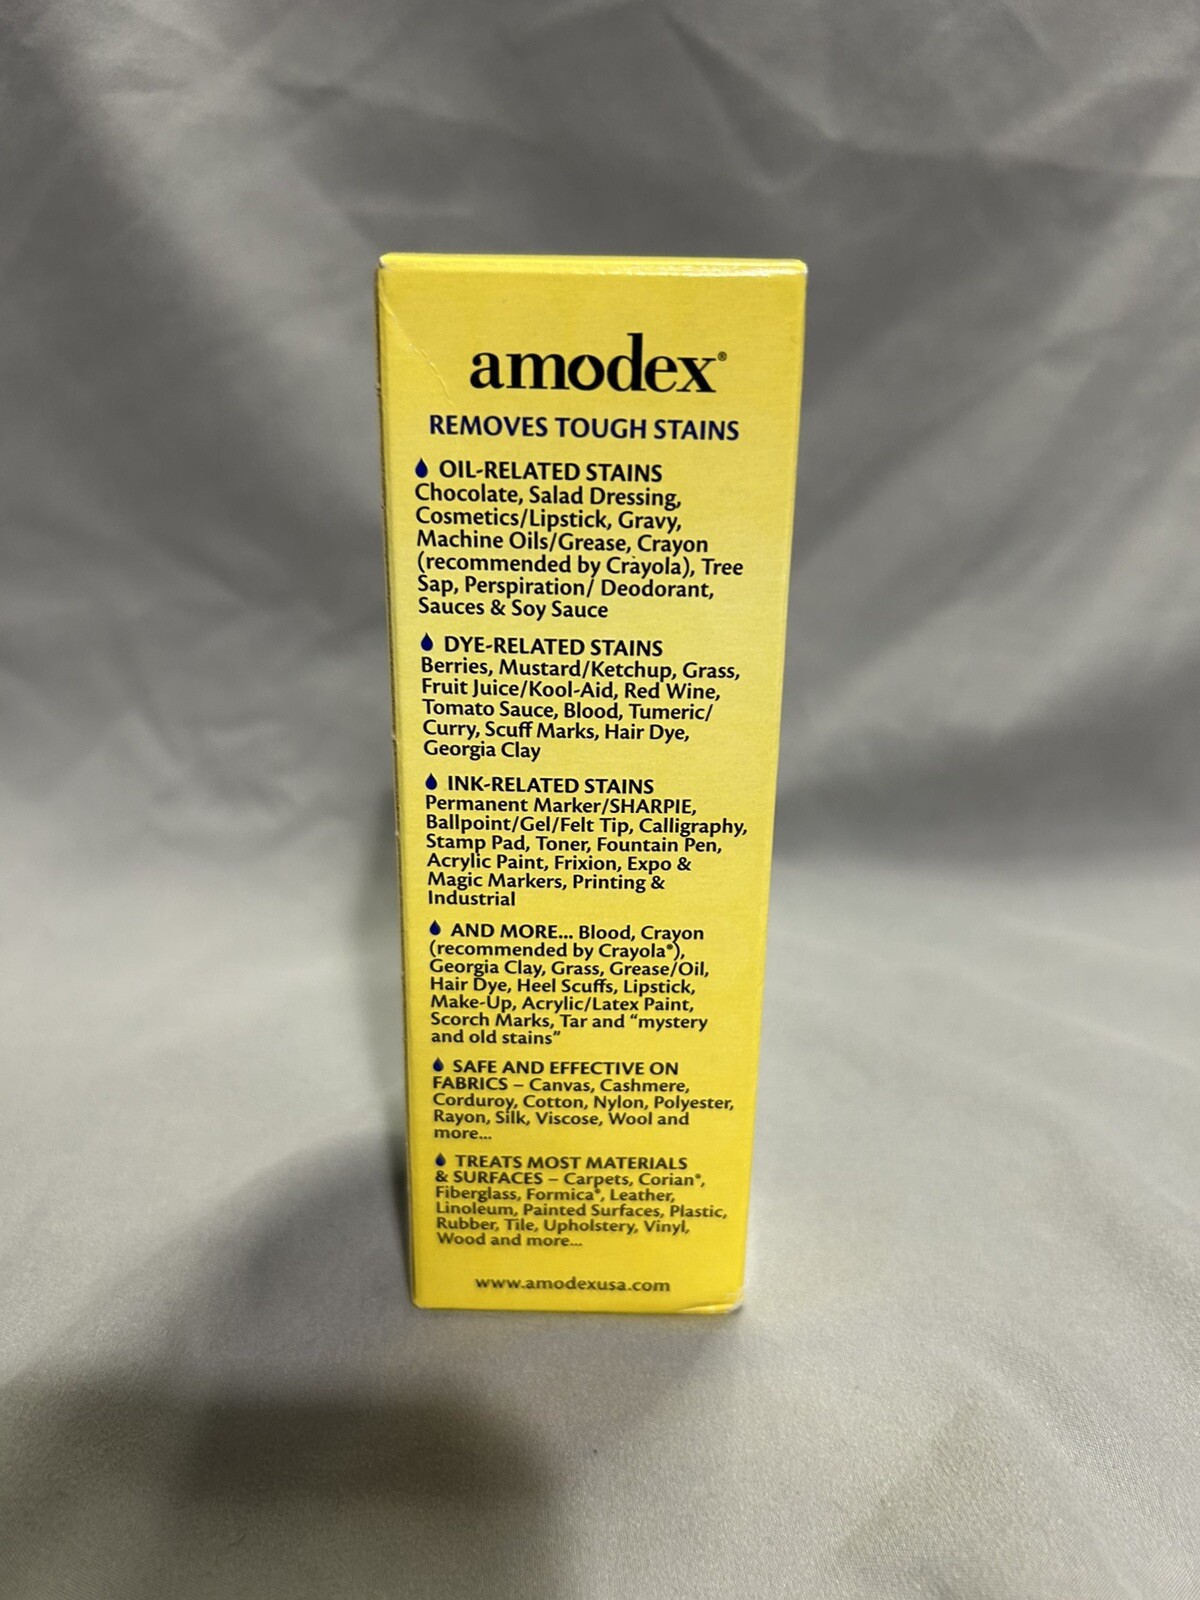 amodex®
REMOVES TOUGH STAINS
OIL-RELATED STAINS
Chocolate, Salad Dressing,
Cosmetics/Lipstick, Gravy,
Machine Oils/Grease, Crayon
(recommended by Crayola), Tree
Sap, Perspiration/ Deodorant,
Sauces & Soy Sauce
DYE-RELATED STAINS
Berries, Mustard/Ketchup, Grass,
Fruit Juice/Kool-Aid, Red Wine,
Tomato Sauce, Blood, Tumeric/
Curry, Scuff Marks, Hair Dye,
Georgia Clay
INK-RELATED STAINS
Permanent Marker/SHARPIE,
Ballpoint/Gel/Felt Tip, Calligraphy,
Stamp Pad, Toner, Fountain Pen,
Acrylic Paint, Frixion, Expo &
Magic Markers, Printing &
Industrial
AND MORE... Blood, Crayon
(recommended by Crayola®),
Georgia Clay, Grass, Grease/Oil,
Hair Dye, Heel Scuffs, Lipstick,
Make-Up, Acrylic/Latex Paint,
Scorch Marks, Tar and “mystery
and old stains”
SAFE AND EFFECTIVE ON
FABRICS – Canvas, Cashmere,
Corduroy, Cotton, Nylon, Polyester,
Rayon, Silk, Viscose, Wool and
more...
TREATS MOST MATERIALS
& SURFACES – Carpets, Corian®,
Fiberglass, Formica®, Leather,
Linoleum, Painted Surfaces, Plastic,
Rubber, Tile, Upholstery, Vinyl,
Wood and more...
www.amodexusa.com